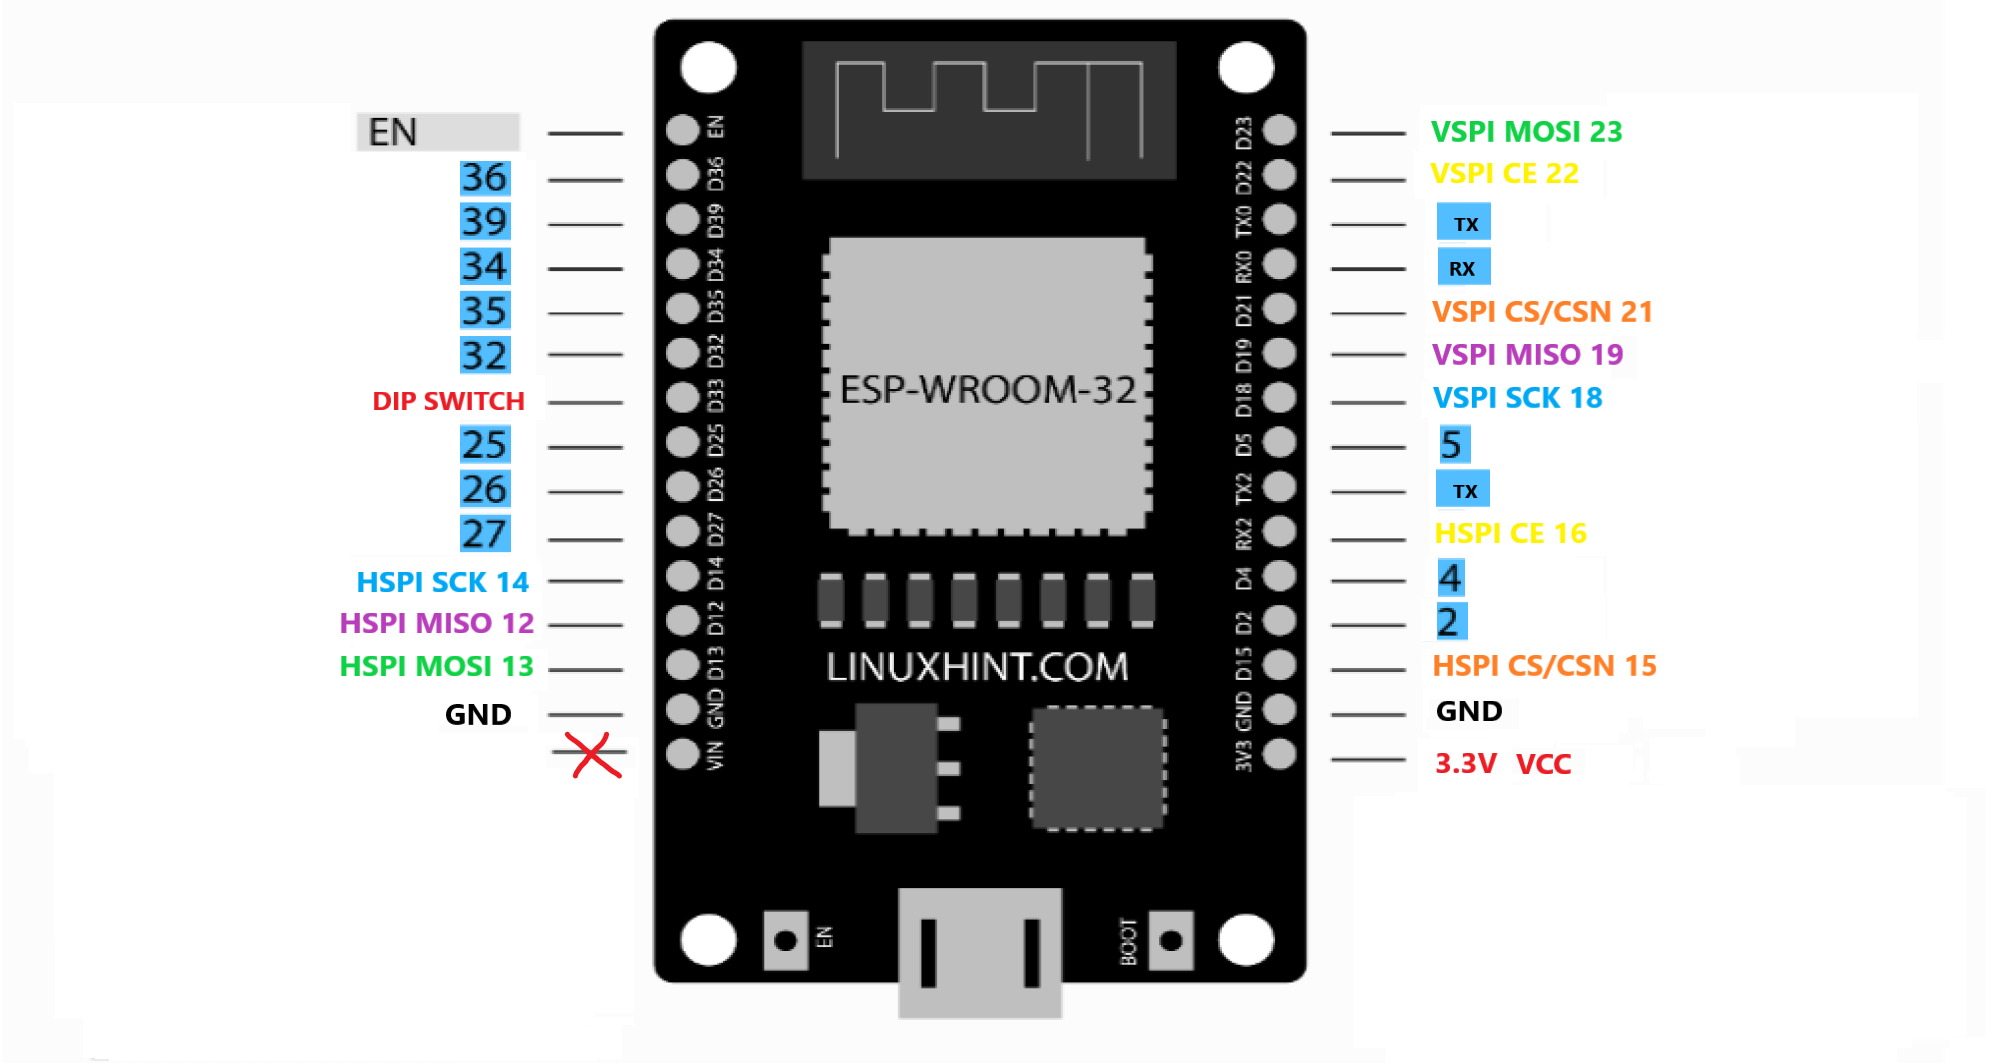 EN
36
39
34
35
32
DIP SWITCH
25
26
27
HSPI SCK 14
HSPI MISO 12
HSPI MOSI 13
GND
EN
D36
D39
D34
D35
D32
D33
D25
D26
D27
D14
D12
D13
GND
VIN
ESP-WROOM-32
LINUXHINT.COM
EN
BOOT
D23
D22
TX0
RX0
D21
D19
D18
D5
TX2
RX2
D4
D2
D15
GND
3V3
VSPI MOSI 23
VSPI CE 22
TX
RX
VSPI CS/CSN 21
VSPI MISO 19
VSPI SCK 18
5
TX
HSPI CE 16
4
2
HSPI CS/CSN 15
GND
3.3V VCC